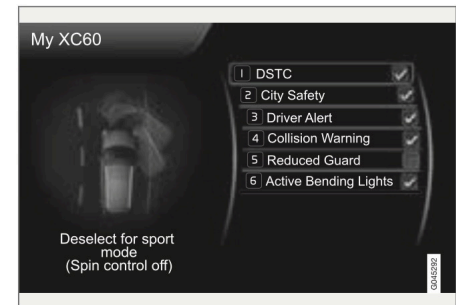 My XC60
1 DSTC
2 City Safety
3 Driver Alert
4 Collision Warning
5 Reduced Guard
6 Active Bending Lights
Deselect for sport
mode
(Spin control off)
G045292